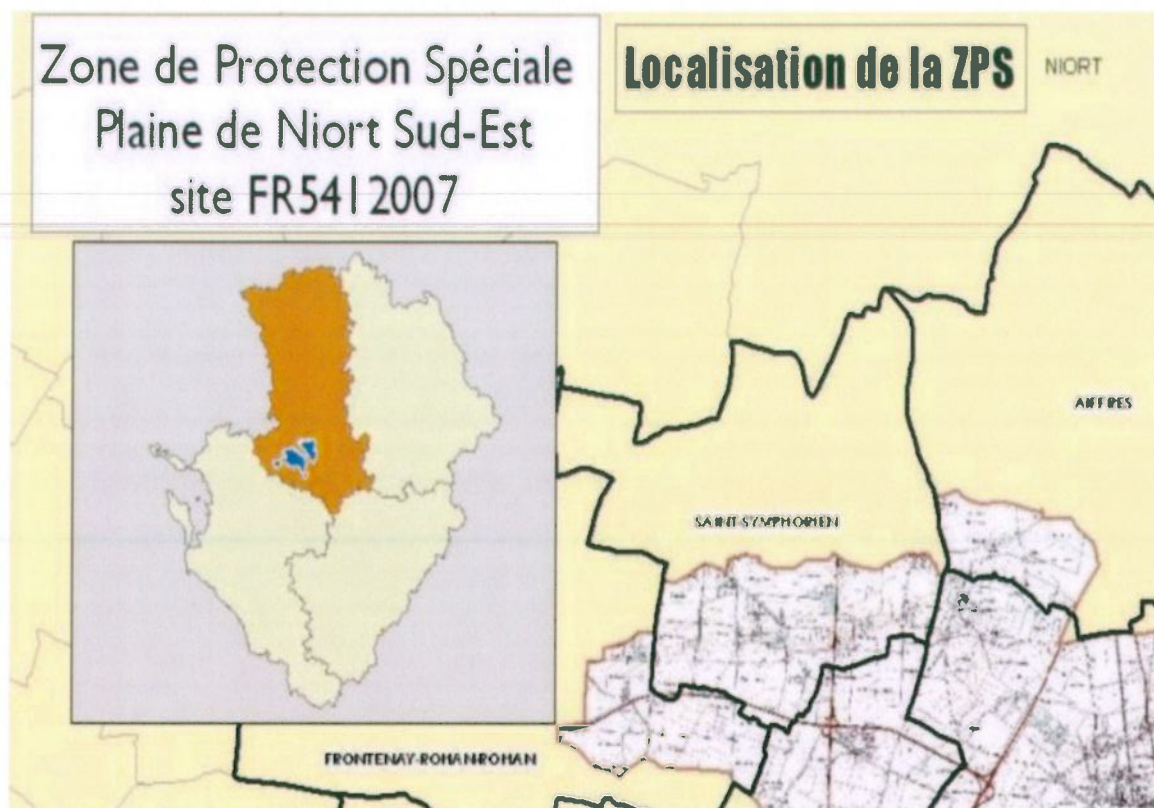 Zone de Protection Spéciale
Plaine de Niort Sud-Est
site FR5412007
Localisation de la ZPS
NIORT
AIFFRES
SAINT-SYMPHORIEN
FRONTENAY-ROHAN-ROHAN